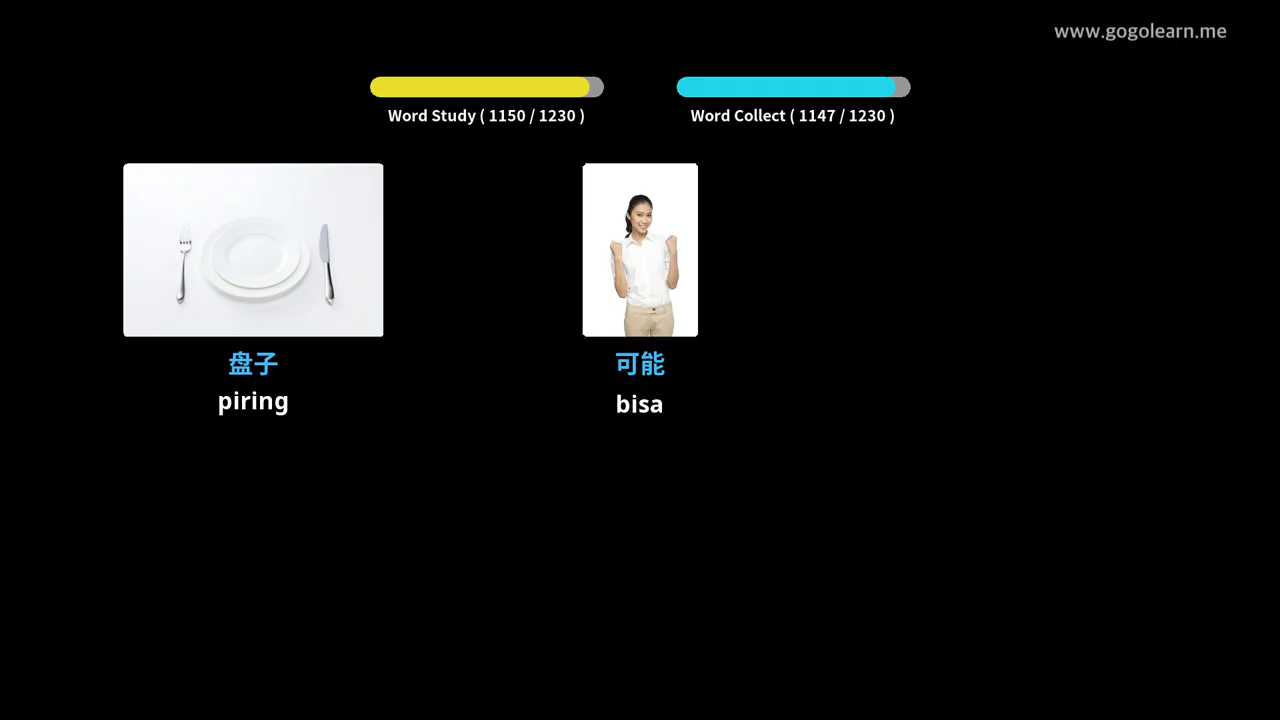 www.gogolearn.me
Word Study ( 1150 / 1230 )
Word Collect ( 1147 / 1230 )
盘子
piring
可能
bisa